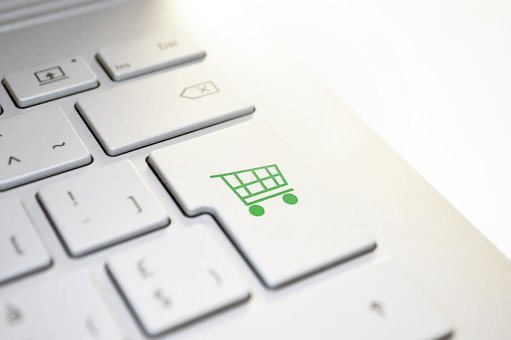 Del
Ins
^ ~
! ]
£
$
[
à